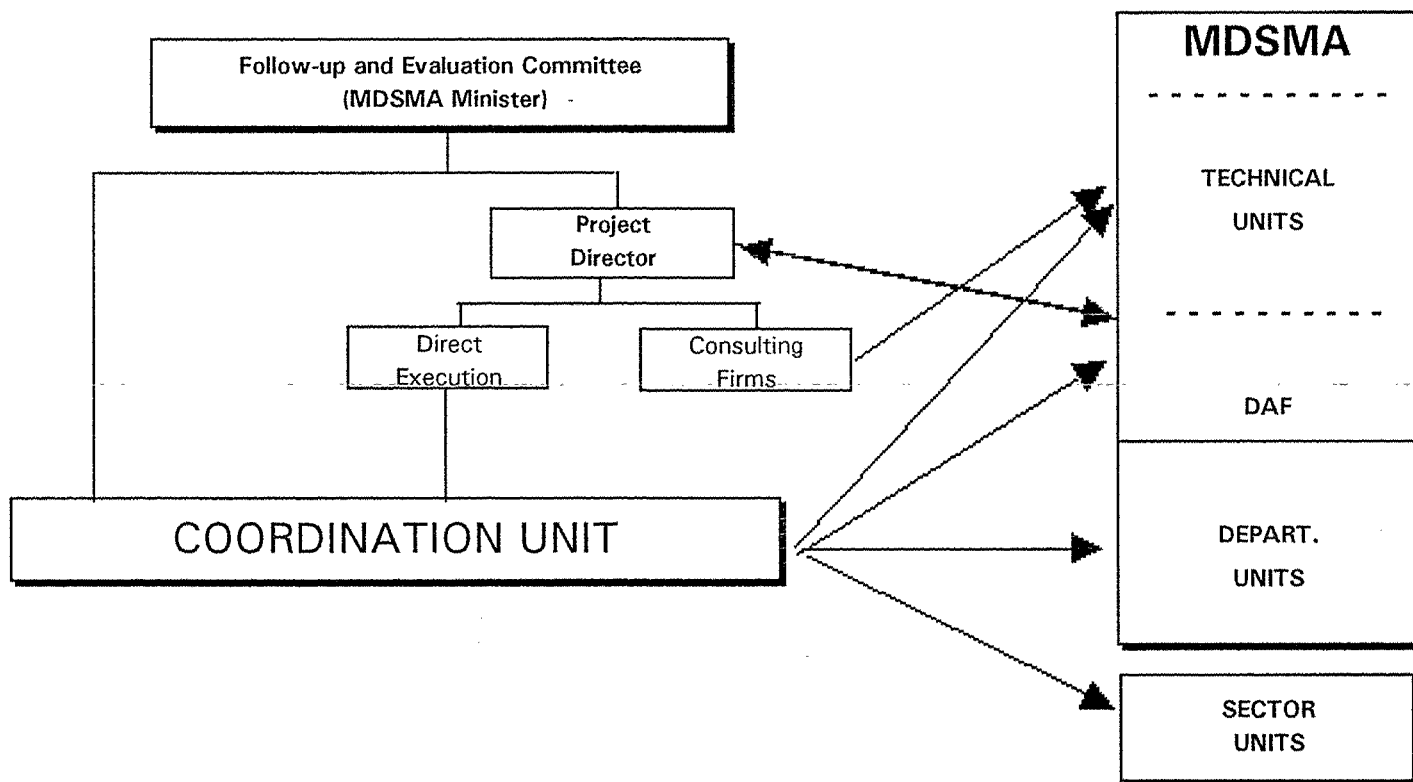 Follow-up and Evaluation Committee
(MDSMA Minister)
Project
Director
Direct
Execution
Consulting
Firms
COORDINATION UNIT
MDSMA
TECHNICAL
UNITS
DAF
DEPART.
UNITS
SECTOR
UNITS